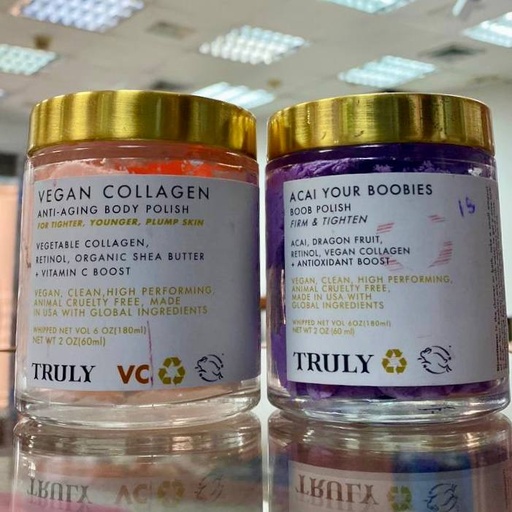 VEGAN COLLAGEN
ANTI-AGING BODY POLISH
FOR TIGHTER, YOUNGER, PLUMP SKIN
VEGETABLE COLLAGEN,
RETINOL, ORGANIC SHEA BUTTER
+ VITAMIN C BOOST
VEGAN, CLEAN, HIGH PERFORMING,
ANIMAL CRUELTY FREE, MADE
IN USA WITH GLOBAL INGREDIENTS
WHIPPED NET VOL 6 OZ(180ml)
NET WT 2 OZ(60ml)
TRULY VC
ACAI YOUR BOOBIES
BOOB POLISH
FIRM & TIGHTEN
ACAI, DRAGON FRUIT,
RETINOL, VEGAN COLLAGEN
+ ANTIOXIDANT BOOST
VEGAN, CLEAN, HIGH PERFORMING,
ANIMAL CRUELTY FREE,
MADE IN USA WITH
GLOBAL INGREDIENTS
WHIPPED NET VOL 6OZ(180ml)
NET WT 2 OZ(60 ml)
TRULY